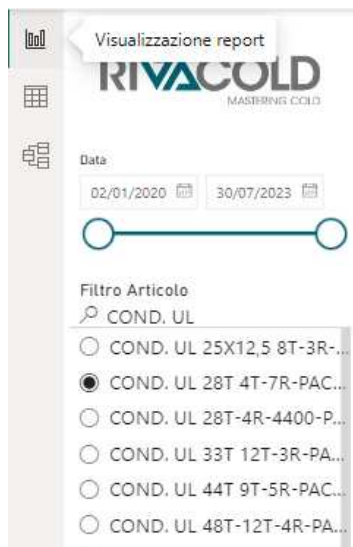 Visualizzazione report
RIVACOLD
MASTERING COLD
Data
02/01/2020 30/07/2023
Filtro Articolo
COND. UL
COND. UL 25X12,5 8T-3R-...
COND. UL 28T 4T-7R-PAC...
COND. UL 28T-4R-4400-P...
COND. UL 33T 12T-3R-PA...
COND. UL 44T 9T-5R-PAC...
COND. UL 48T-12T-4R-PA...